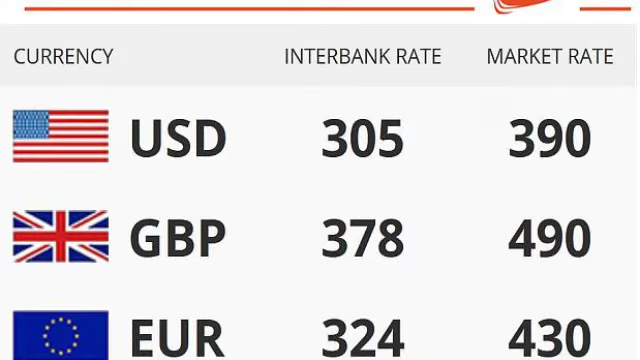 CURRENCY INTERBANK RATE MARKET RATE
USD 305 390
GBP 378 490
EUR 324 430